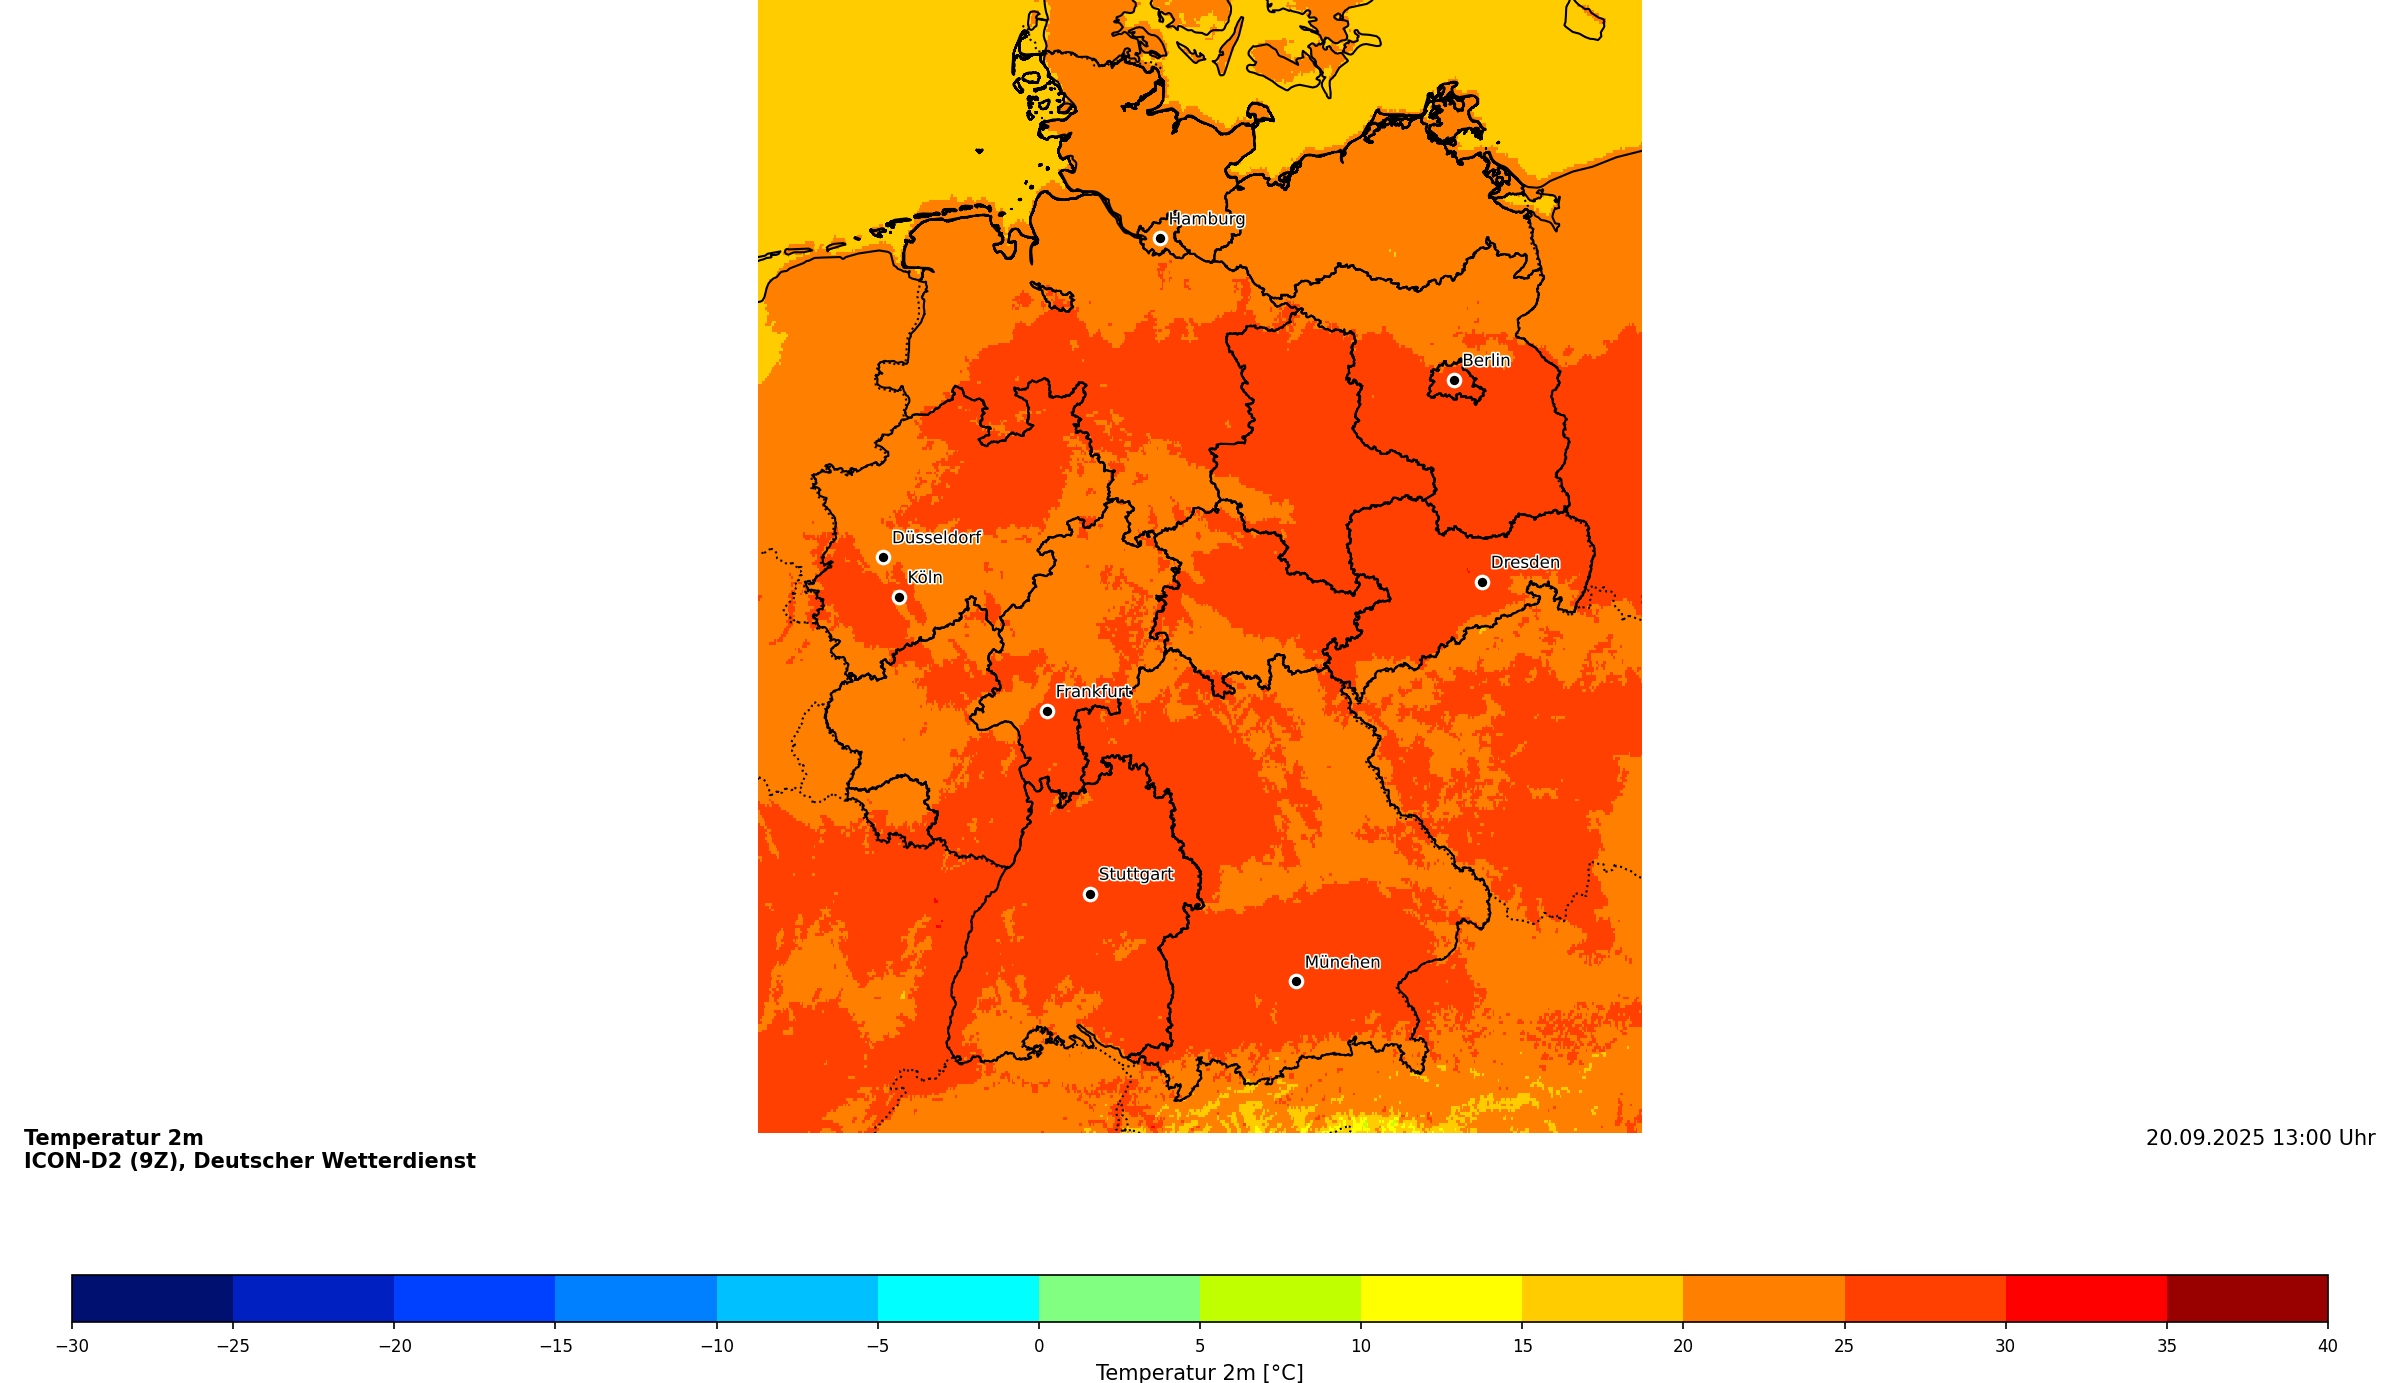 Hamburg
Berlin
Düsseldorf
Dresden
Köln
Frankfurt
Stuttgart
München
Temperatur 2m
ICON-D2 (9Z), Deutscher Wetterdienst
20.09.2025 13:00 Uhr
−30 −25 −20 −15 −10 −5 0 5 10 15 20 25 30 35 40
Temperatur 2m [°C]